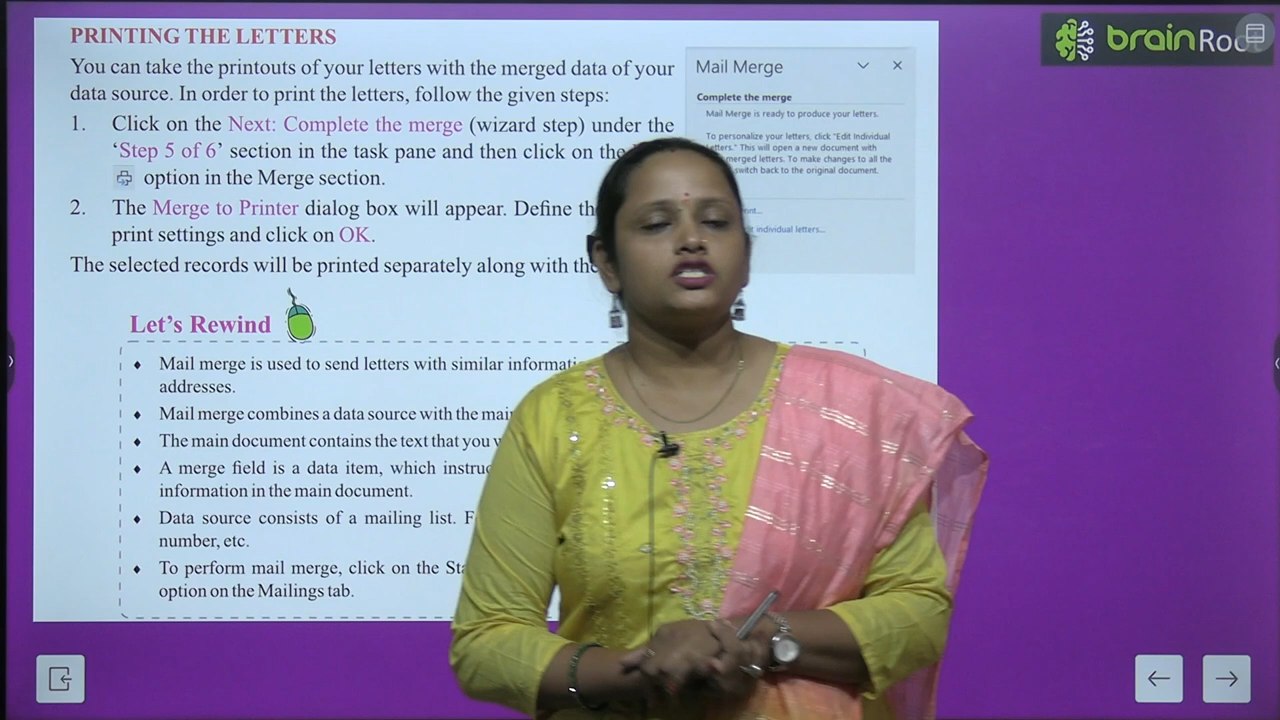 PRINTING THE LETTERS
You can take the printouts of your letters with the merged data of your
data source. In order to print the letters, follow the given steps:
1. Click on the Next: Complete the merge (wizard step) under the
‘Step 5 of 6’ section in the task pane and then click on the
option in the Merge section.
2. The Merge to Printer dialog box will appear. Define
print settings and click on OK.
The selected records will be printed separately along with the
Mail Merge
Complete the merge
Mail Merge is ready to produce your letters.
To personalize your letters, click "Edit Individual
Letters." This will open a new document with
merged letters. To make changes to all the
switch back to the original document.
individual letters...
Let's Rewind
♦ Mail merge is used to send letters with similar
addresses.
♦ Mail merge combines a data source with the
♦ The main document contains the text that you
♦ A merge field is a data item, which
information in the main document.
♦ Data source consists of a mailing list.
number, etc.
♦ To perform mail merge, click on the
option on the Mailings tab.
brain